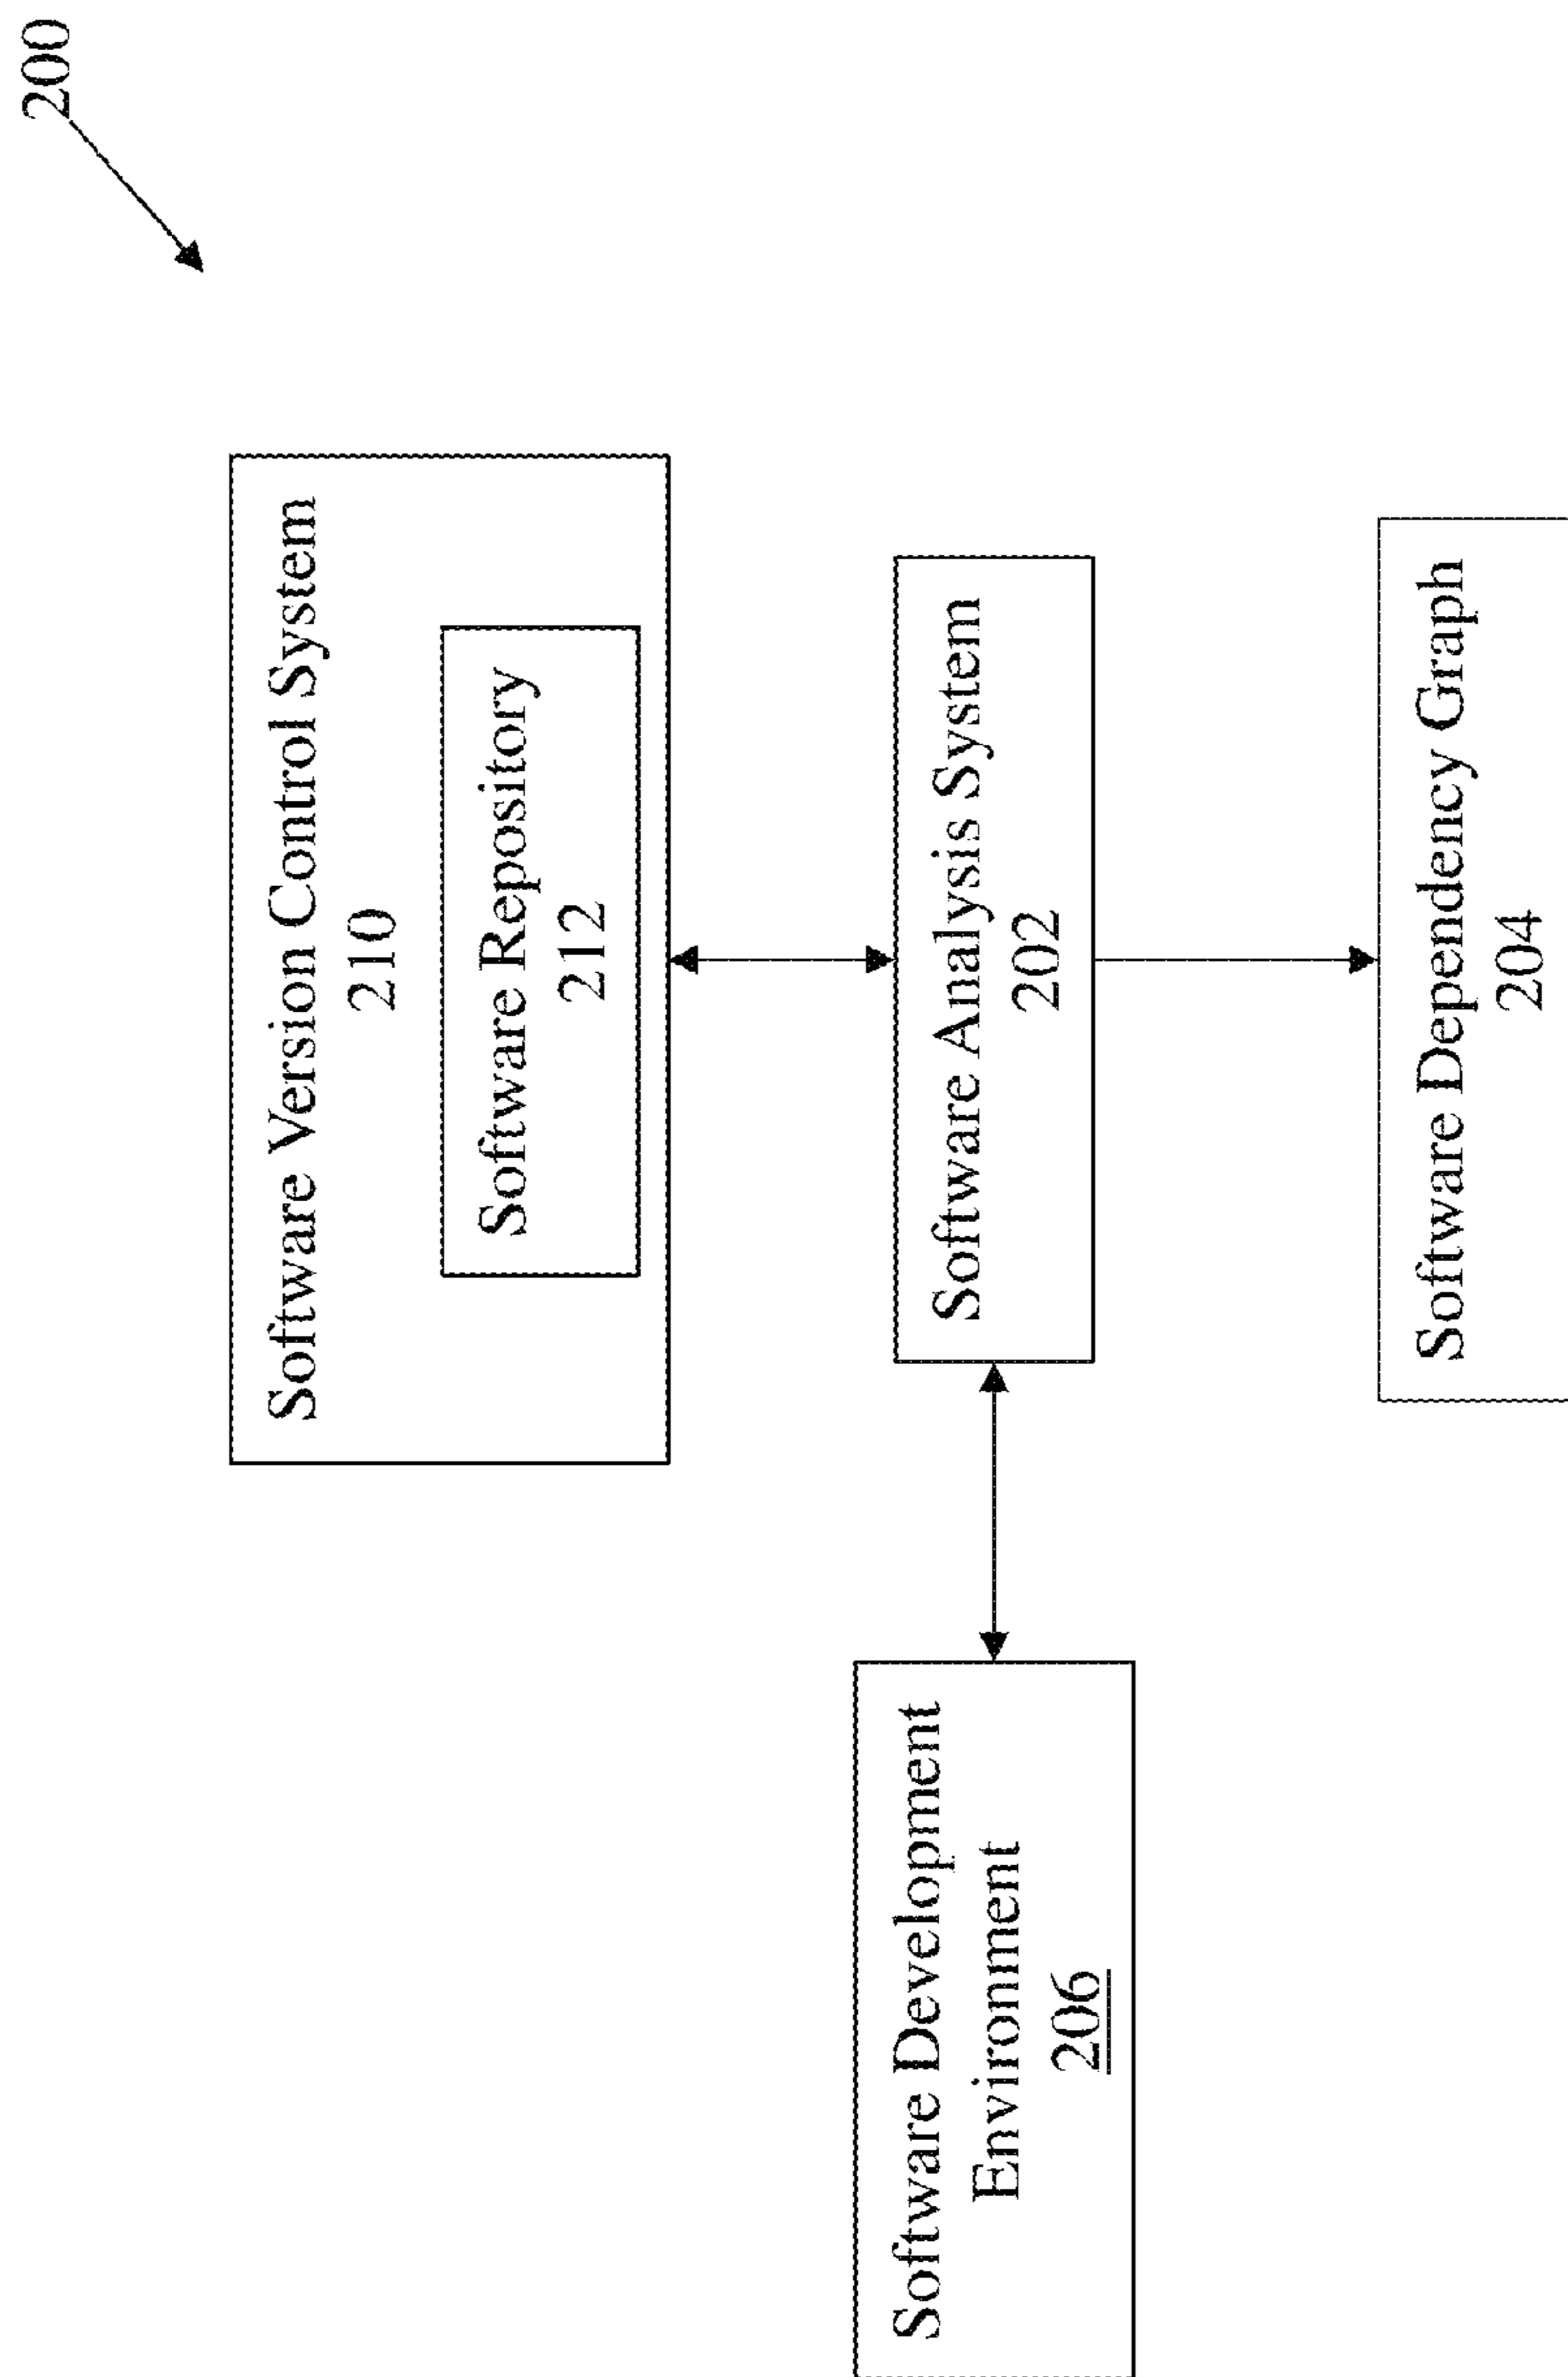 200
Software Version Control System
210
Software Repository
212
Software Development
Environment
206
Software Analysis System
202
Software Dependency Graph
204